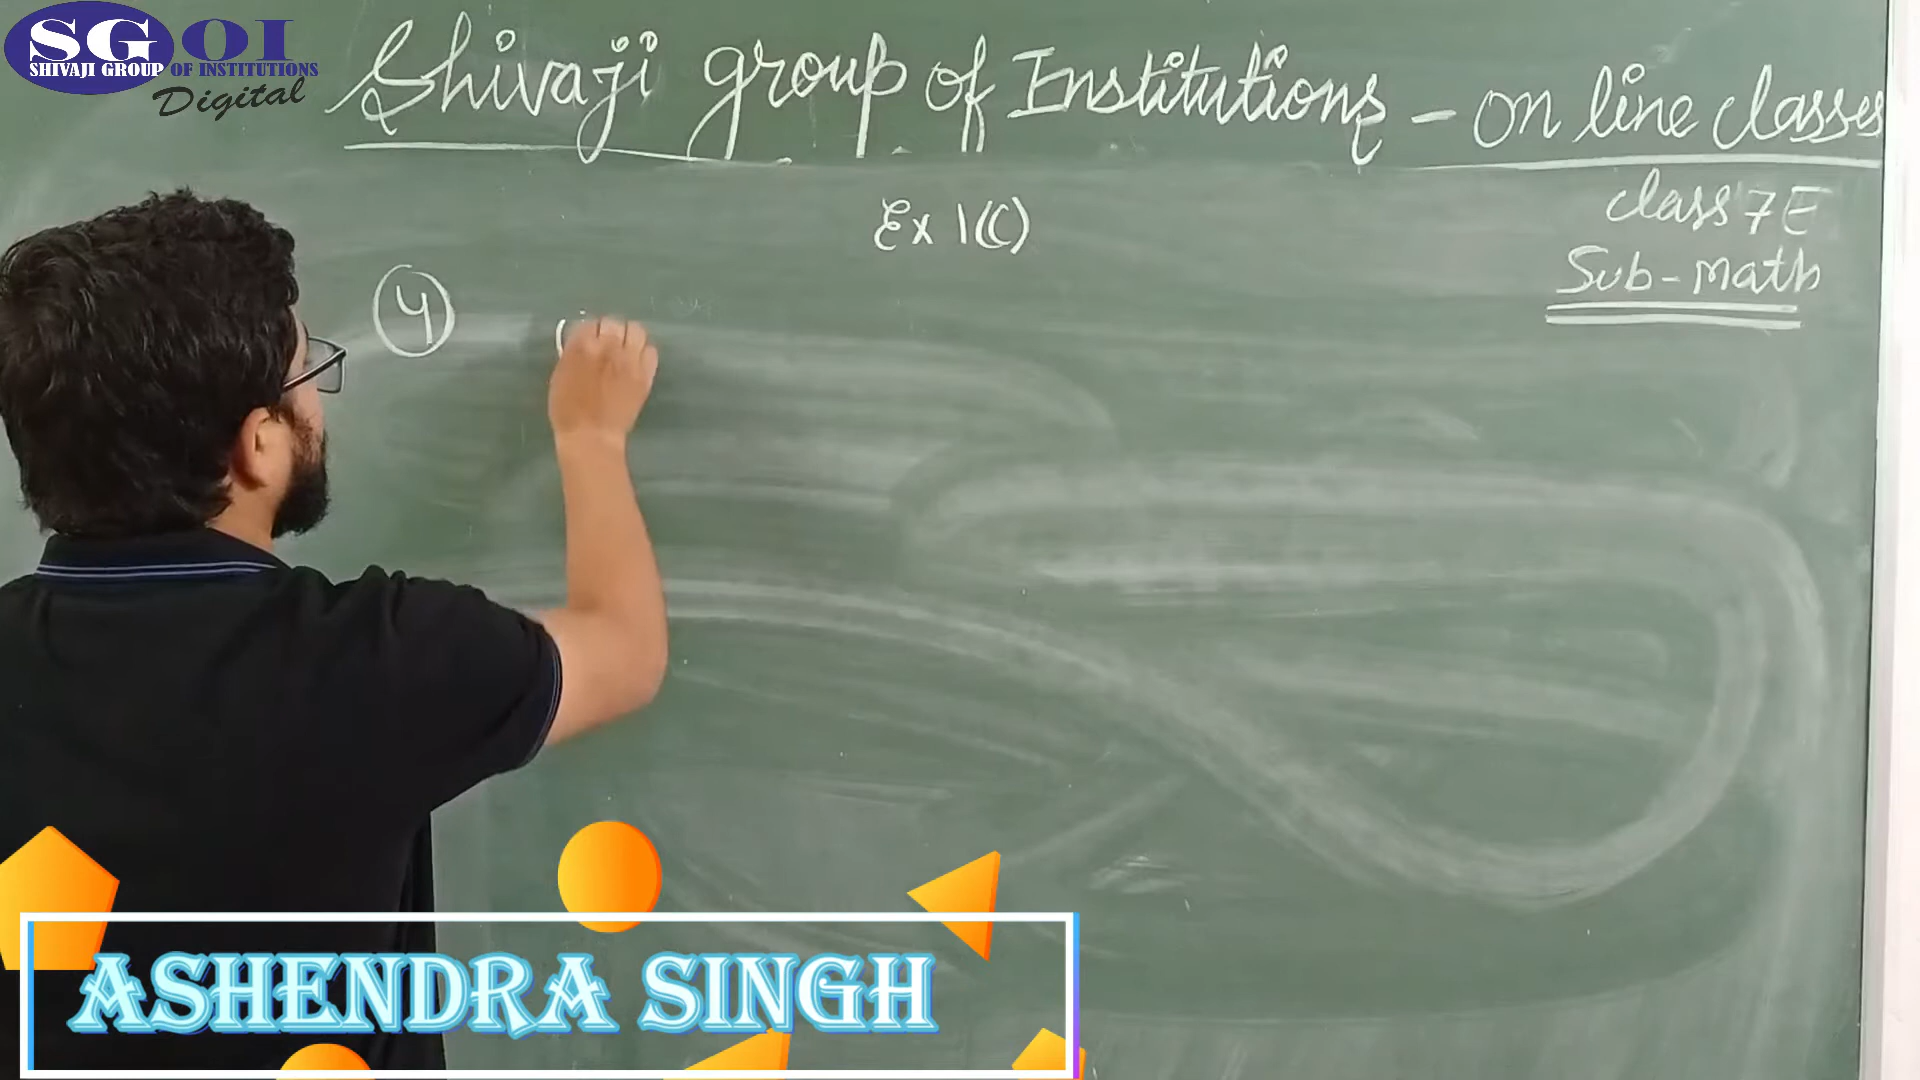 SGOI
SHIVAJI GROUP OF INSTITUTIONS
Digital
Shivaji group of Institutions - On line classes
class 7E
Sub - Math
Ex 1(C)
4
ASHENDRA SINGH